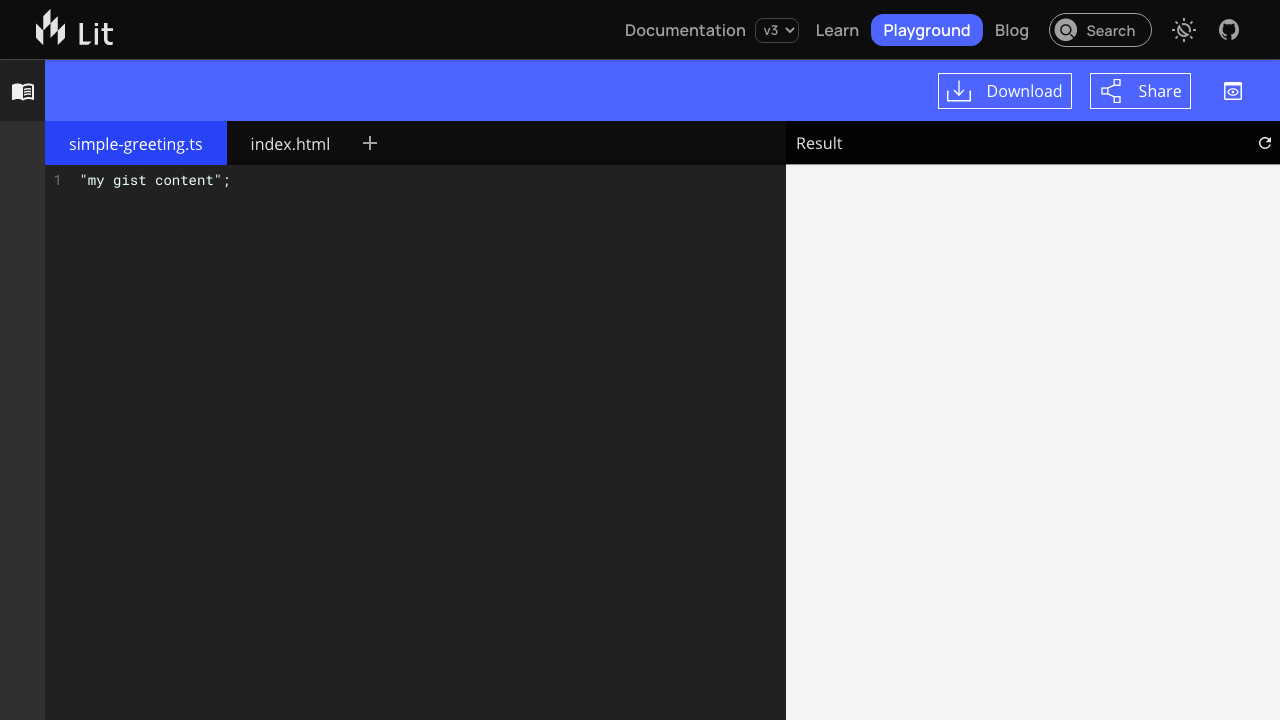 Lit
Documentation v3 Learn Playground Blog Search
Download Share
simple-greeting.ts index.html + Result
1 "my gist content";